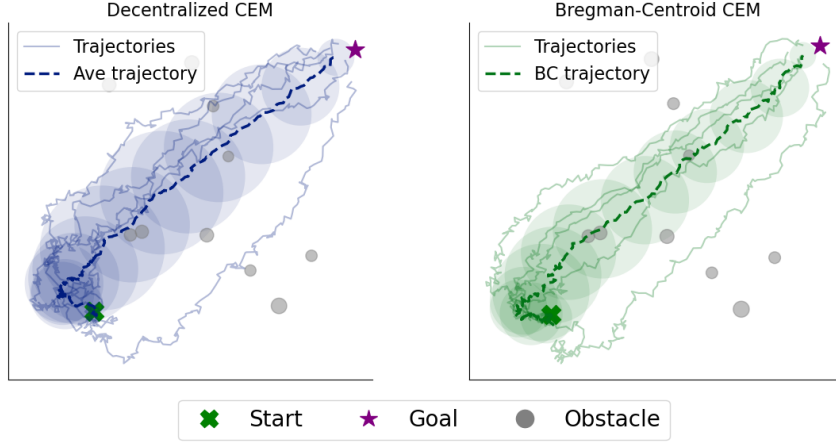 Decentralized CEM
Trajectories
Ave trajectory
Bregman-Centroid CEM
Trajectories
BC trajectory
Start
Goal
Obstacle